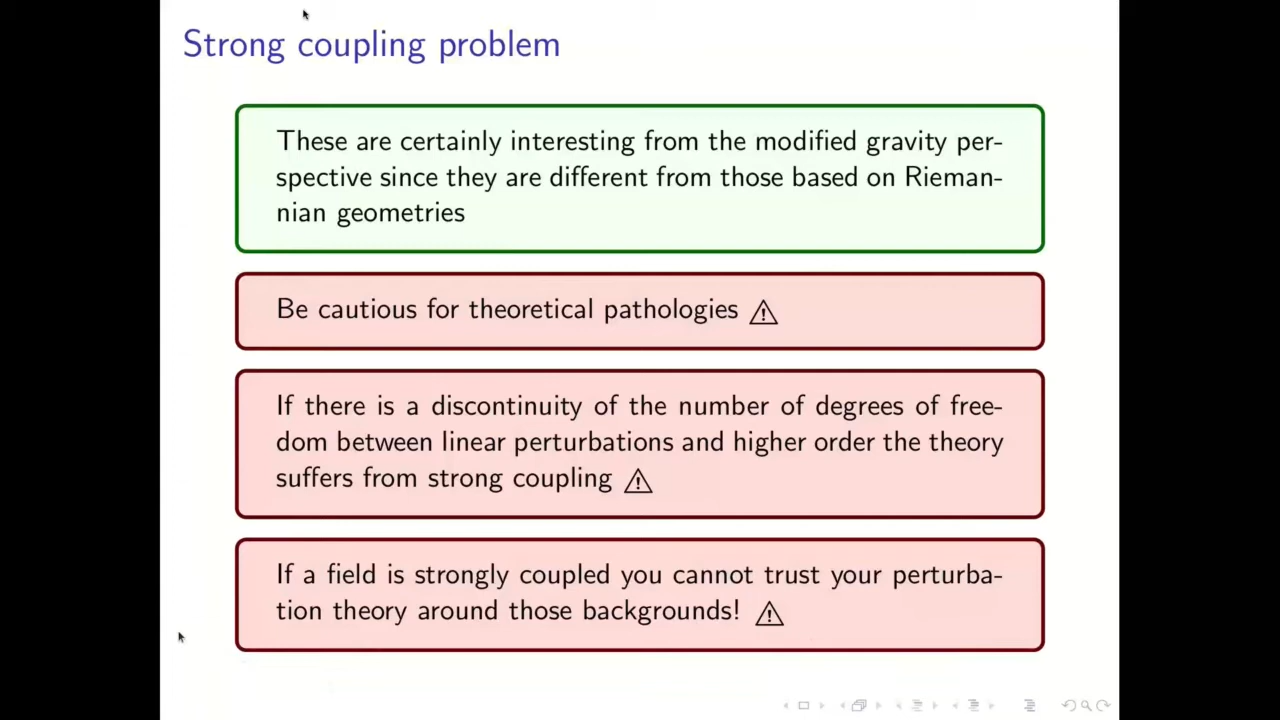 Strong coupling problem
These are certainly interesting from the modified gravity per-
spective since they are different from those based on Rieman-
nian geometries
Be cautious for theoretical pathologies ⚠
If there is a discontinuity of the number of degrees of free-
dom between linear perturbations and higher order the theory
suffers from strong coupling ⚠
If a field is strongly coupled you cannot trust your perturba-
tion theory around those backgrounds! ⚠